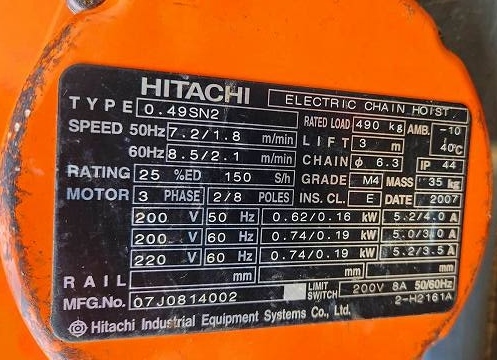 HITACHI ELECTRIC CHAIN HOIST
TYPE 0.49SN2 RATED LOAD 490 kg AMB. -10
SPEED 50Hz 7.2/1.8 m/min LIFT 3 m 40℃
60Hz 8.5/2.1 m/min CHAIN φ 6.3 IP 44
RATING 25 %ED 150 S/h GRADE M4 MASS 35 kg
MOTOR 3 PHASE 2/8 POLES INS. CL. E DATE 2007
200 V 50 Hz 0.62/0.16 kW 5.2/4.0 A
200 V 60 Hz 0.74/0.19 kW 5.0/3.0 A
220 V 60 Hz 0.74/0.19 kW 5.2/3.5 A
RAIL mm mm
MFG.No. 07J0814002 LIMIT SWITCH 200V 8A 50/60Hz
Hitachi Industrial Equipment Systems Co., Ltd. 2-H2161A